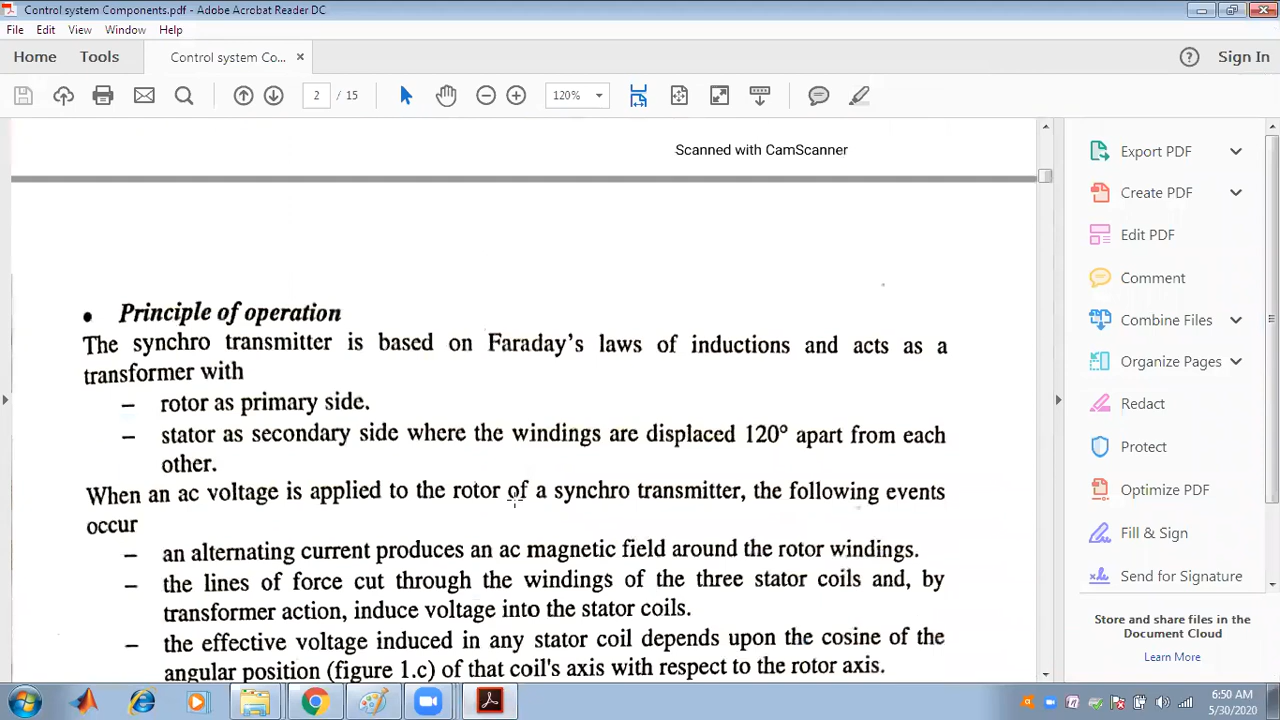 Control system Components.pdf - Adobe Acrobat Reader DC
File Edit View Window Help
Home Tools Control system Co... × Sign In
2 / 15 120%
Scanned with CamScanner
• Principle of operation
The synchro transmitter is based on Faraday's laws of inductions and acts as a
transformer with
– rotor as primary side.
– stator as secondary side where the windings are displaced 120° apart from each
other.
When an ac voltage is applied to the rotor of a synchro transmitter, the following events
occur
– an alternating current produces an ac magnetic field around the rotor windings.
– the lines of force cut through the windings of the three stator coils and, by
transformer action, induce voltage into the stator coils.
– the effective voltage induced in any stator coil depends upon the cosine of the
angular position (figure 1.c) of that coil's axis with respect to the rotor axis.
Export PDF
Create PDF
Edit PDF
Comment
Combine Files
Organize Pages
Redact
Protect
Optimize PDF
Fill & Sign
Send for Signature
Store and share files in the
Document Cloud
Learn More
6:50 AM
5/30/2020